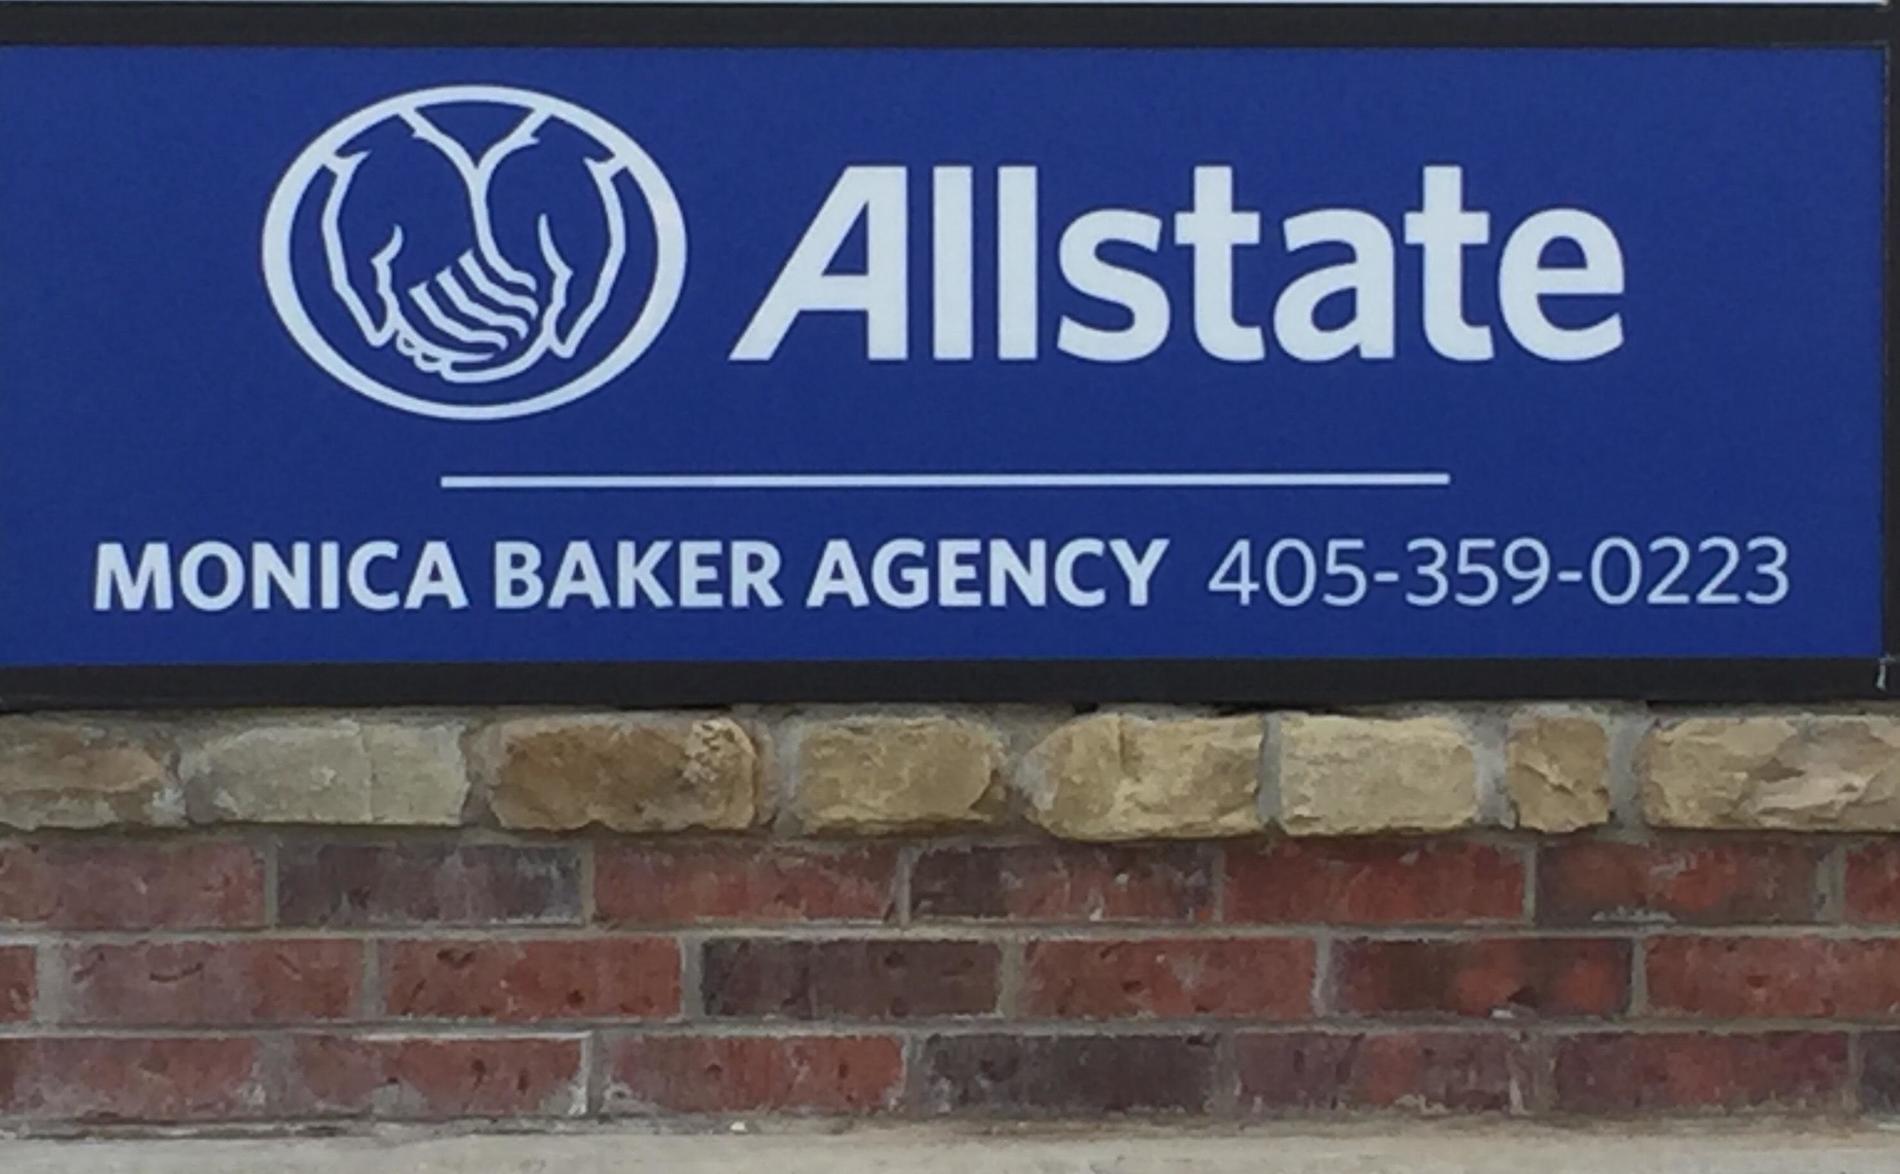 Allstate
MONICA BAKER AGENCY 405-359-0223